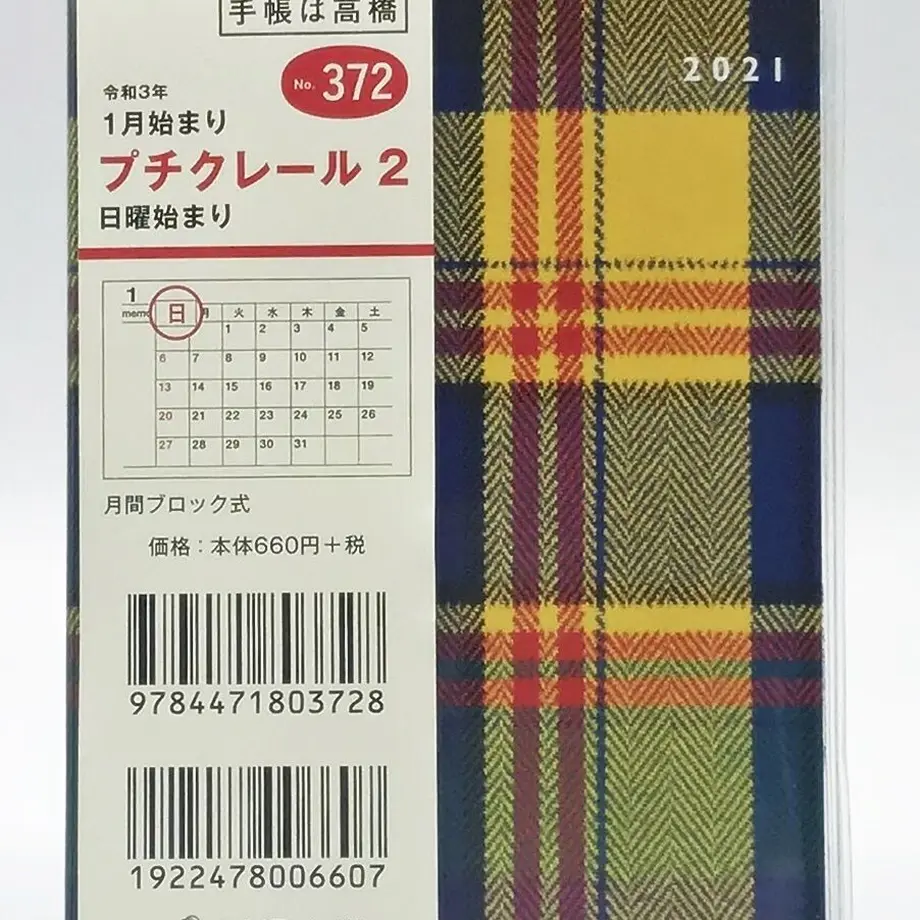 手帳は高橋
No. 372
令和3年
1月始まり
プチクレール 2
日曜始まり
2021
1
memo 日 月 火 水 木 金 土
1 2 3 4 5
6 7 8 9 10 11 12
13 14 15 16 17 18 19
20 21 22 23 24 25 26
27 28 29 30 31
月間ブロック式
価格：本体660円＋税
9784471803728
1922478006607